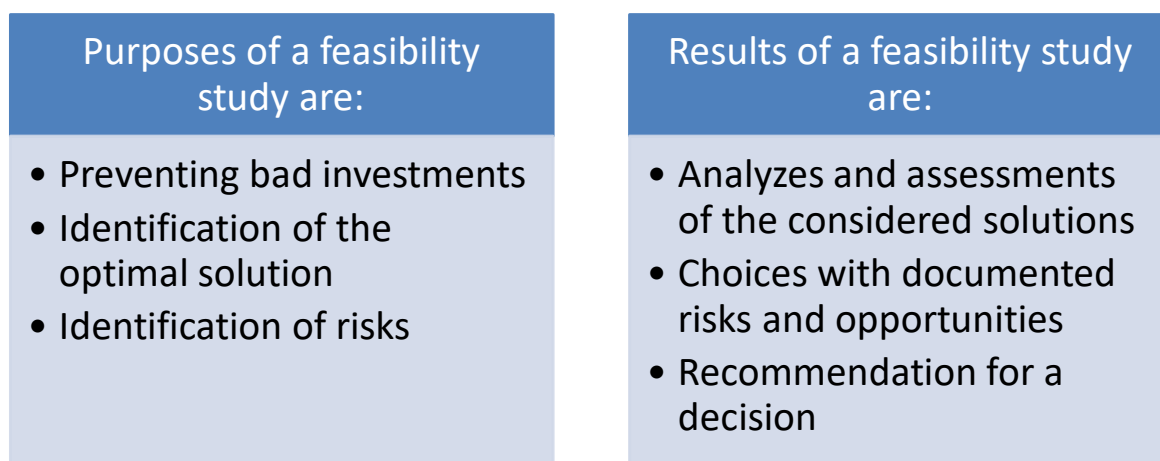 Purposes of a feasibility
study are:
• Preventing bad investments
• Identification of the
optimal solution
• Identification of risks
Results of a feasibility study
are:
• Analyzes and assessments
of the considered solutions
• Choices with documented
risks and opportunities
• Recommendation for a
decision